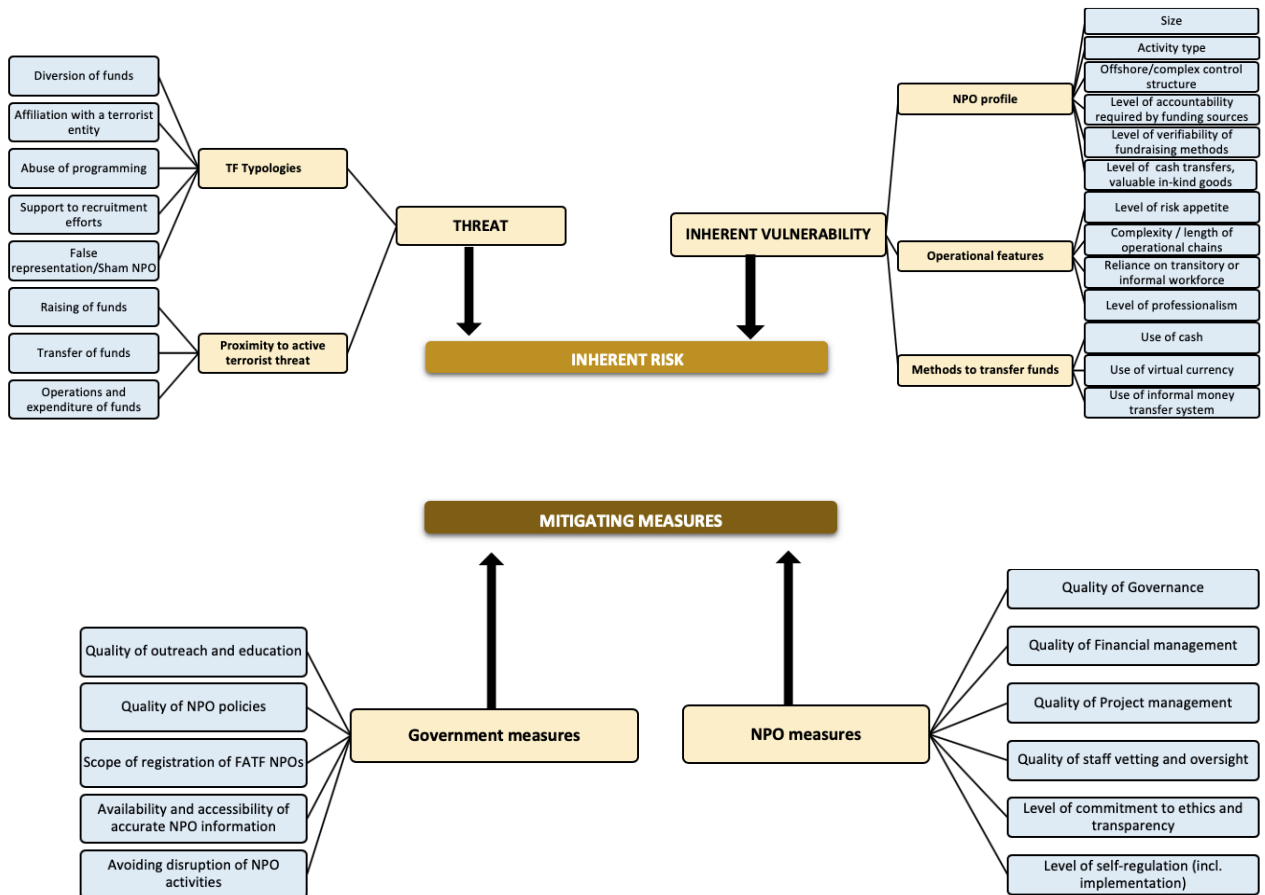 Diversion of funds
Affiliation with a terrorist
entity
Abuse of programming
Support to recruitment
efforts
False
representation/Sham NPO
Raising of funds
Transfer of funds
Operations and
expenditure of funds
TF Typologies
Proximity to active
terrorist threat
THREAT
INHERENT VULNERABILITY
NPO profile
Operational features
Methods to transfer funds
Size
Activity type
Offshore/complex control
structure
Level of accountability
required by funding sources
Level of verifiability of
fundraising methods
Level of cash transfers,
valuable in-kind goods
Level of risk appetite
Complexity / length of
operational chains
Reliance on transitory or
informal workforce
Level of professionalism
Use of cash
Use of virtual currency
Use of informal money
transfer system
INHERENT RISK
MITIGATING MEASURES
Quality of outreach and education
Quality of NPO policies
Scope of registration of FATF NPOs
Availability and accessibility of
accurate NPO information
Avoiding disruption of NPO
activities
Government measures
NPO measures
Quality of Governance
Quality of Financial management
Quality of Project management
Quality of staff vetting and oversight
Level of commitment to ethics and
transparency
Level of self-regulation (incl.
implementation)